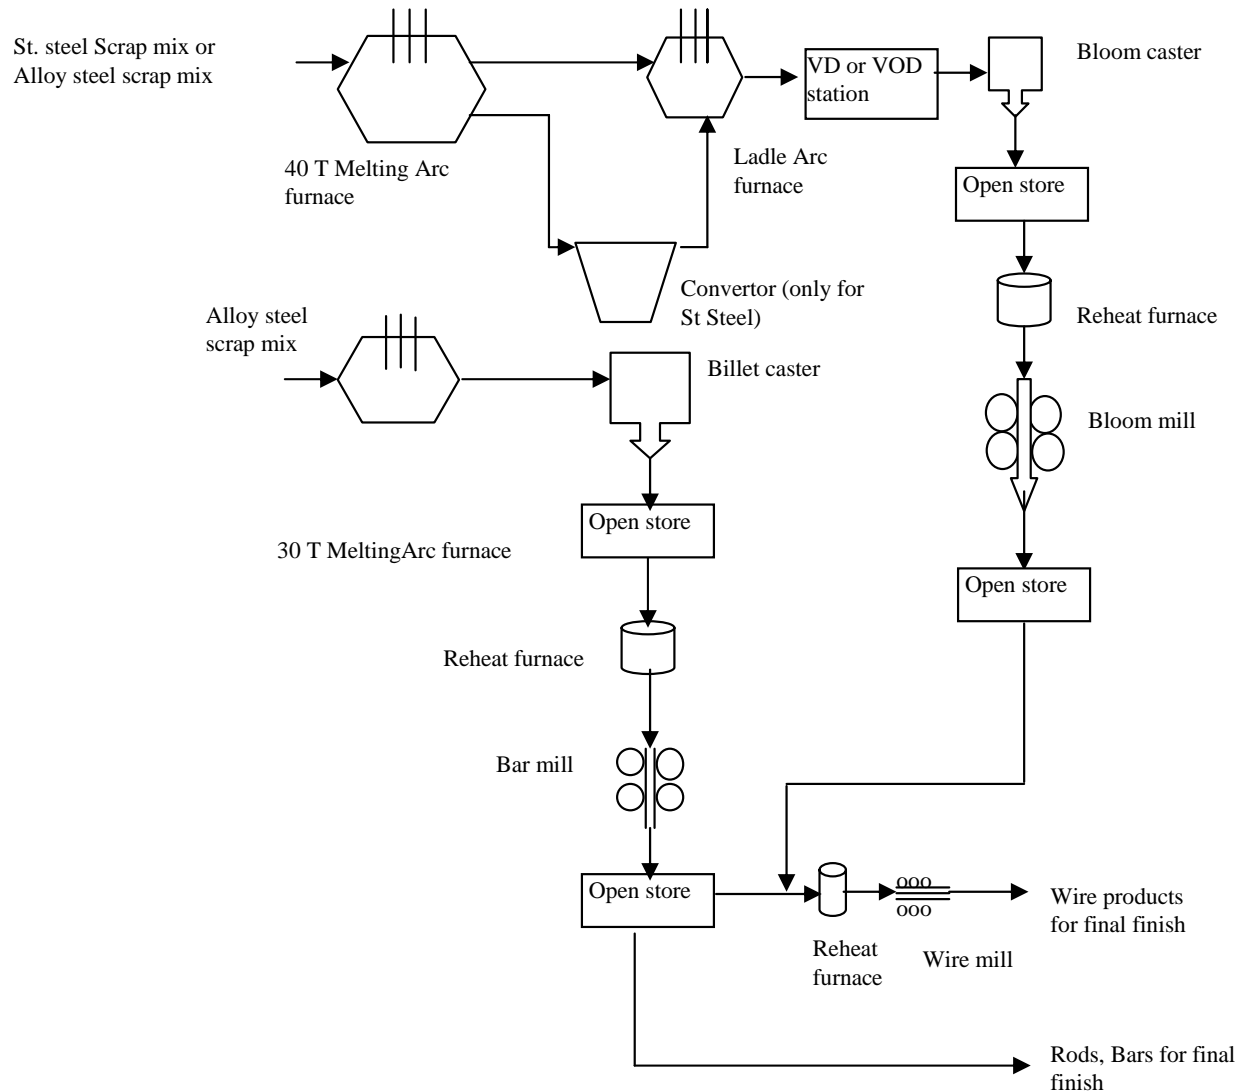 St. steel Scrap mix or
Alloy steel scrap mix
40 T Melting Arc
furnace
Ladle Arc
furnace
VD or VOD
station
Bloom caster
Open store
Convertor (only for
St Steel)
Reheat furnace
Alloy steel
scrap mix
Billet caster
Bloom mill
Open store
30 T MeltingArc furnace
Open store
Reheat furnace
Bar mill
Open store
ooo
ooo
Reheat
furnace
Wire mill
Wire products
for final finish
Rods, Bars for final
finish